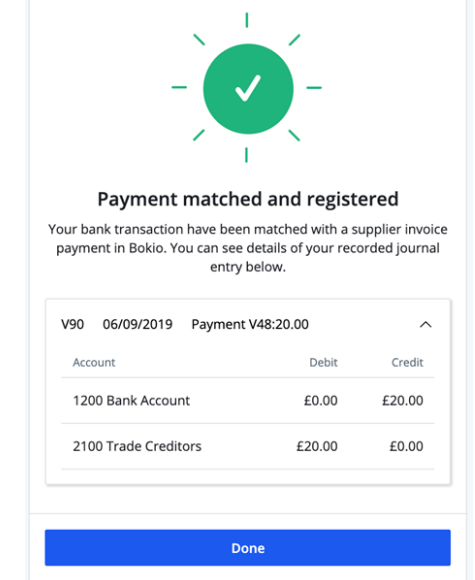 Payment matched and registered
Your bank transaction have been matched with a supplier invoice
payment in Bokio. You can see details of your recorded journal
entry below.
V90 06/09/2019 Payment V48:20.00
Account Debit Credit
1200 Bank Account £0.00 £20.00
2100 Trade Creditors £20.00 £0.00
Done